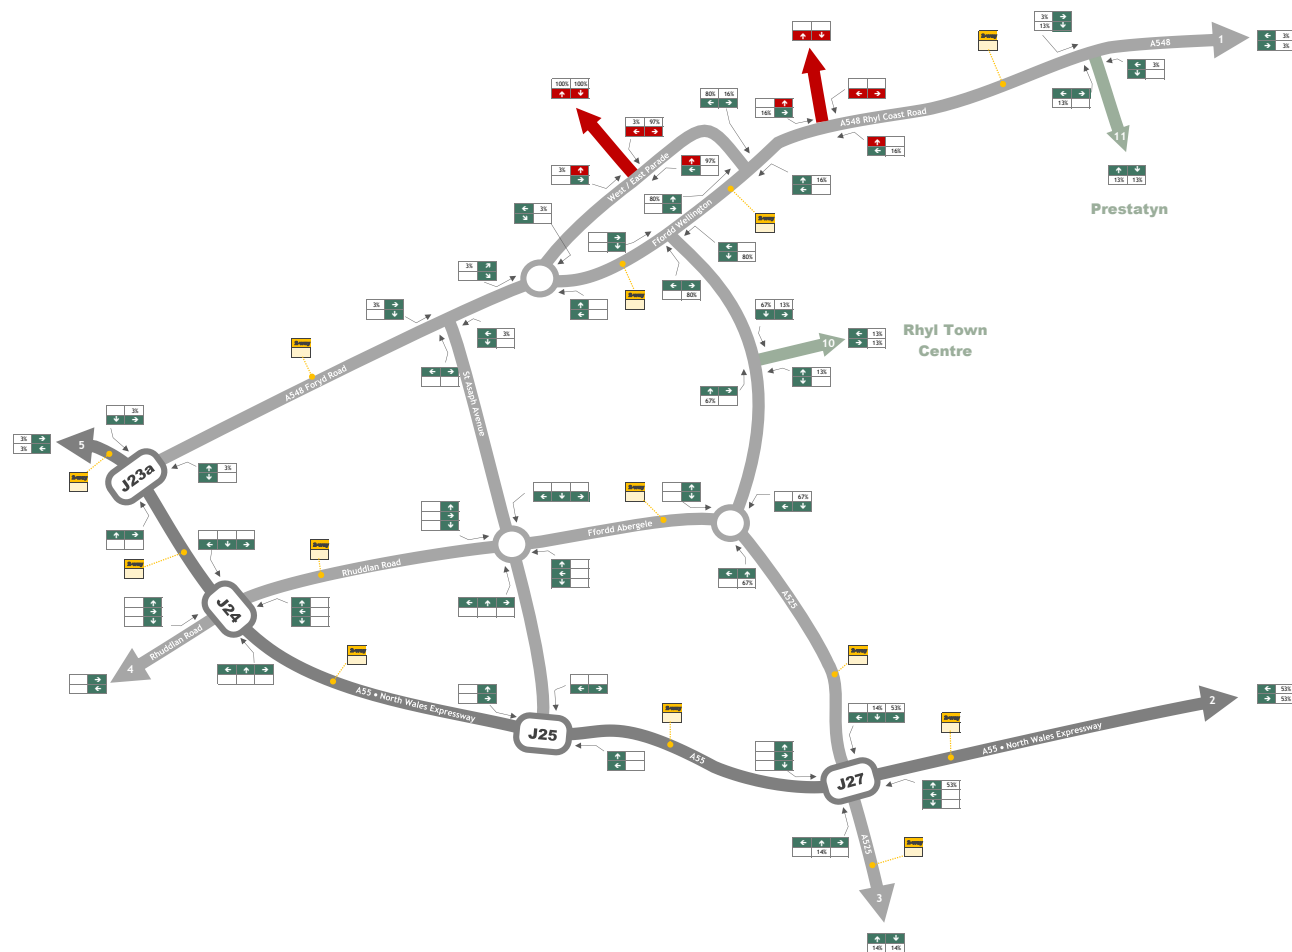 3%
13%
A548
1
3%
3%
100% 100%
80% 16%
16%
A548 Rhyl Coast Road
3%
13%
3% 97%
16%
11
3%
97%
West / East Parade
13% 13%
Prestatyn
16%
80%
3%
Ffordd Wellington
80%
3%
80%
3%
67% 13%
3%
10
13%
13%
Rhyl Town
Centre
A548 Foryd Road
St Asaph Avenue
13%
67%
3%
5
3%
3%
J23a
3%
67%
Ffordd Abergele
Rhuddlan Road
67%
J24
A525
Rhuddlan Road
4
A55 • North Wales Expressway
J25
A55
14% 53%
2
53%
53%
A55 • North Wales Expressway
J27
53%
14%
A525
3
14% 14%